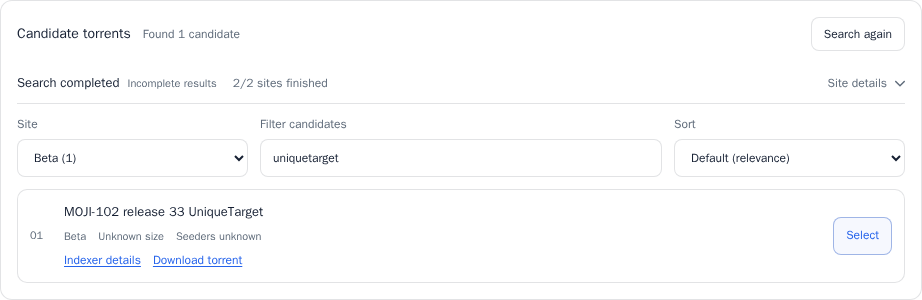 Candidate torrents Found 1 candidate Search again
Search completed Incomplete results 2/2 sites finished Site details
Site Filter candidates Sort
Beta (1) uniquetarget Default (relevance)
MOJI-102 release 33 UniqueTarget
01 Beta Unknown size Seeders unknown Select
Indexer details Download torrent